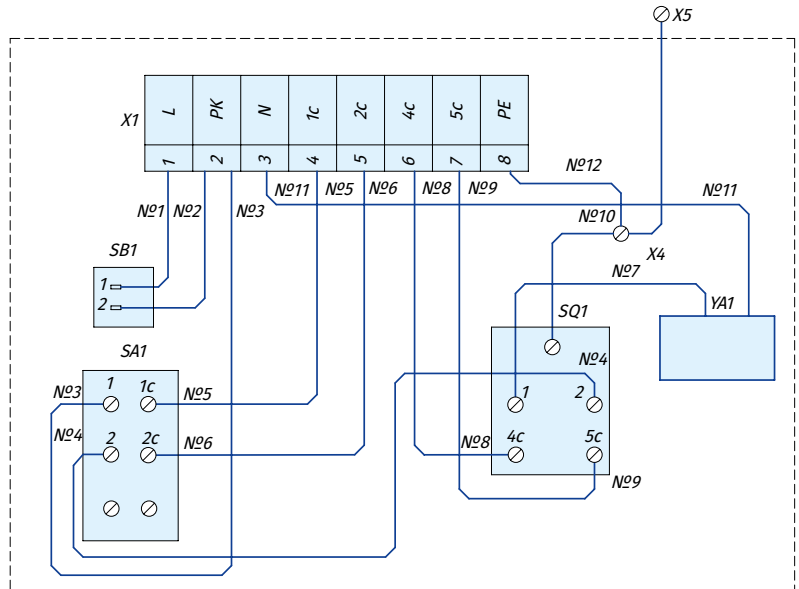 X5
X1 L PK N 1c 2c 4c 5c PE
1 2 3 4 5 6 7 8
№12
№1 №2 №3 №11 №5 №6 №8 №9 №11
№10
X4
SB1
1
2
№7
SQ1
YA1
SA1
№4
№3 1 1c №5
1 2
№4 2 2c №6
№8 4c 5c
№9